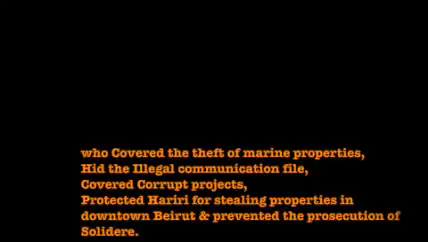 who Covered the theft of marine properties,
Hid the Illegal communication file,
Covered Corrupt projects,
Protected Hariri for stealing properties in
downtown Beirut & prevented the prosecution of
Solidere.